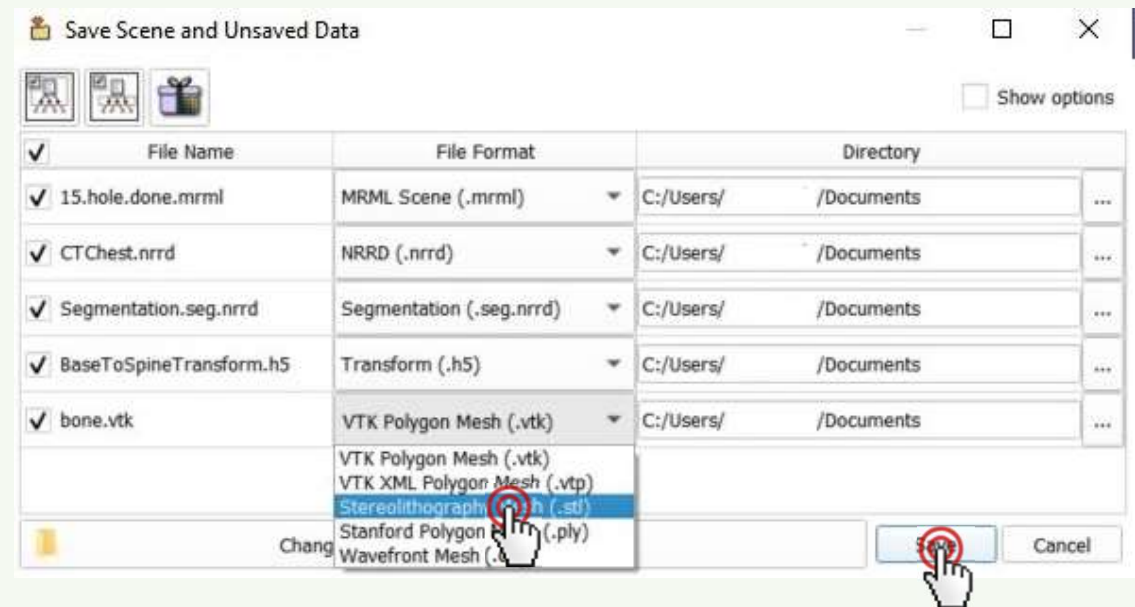 Save Scene and Unsaved Data
Show options
File Name File Format Directory
15.hole.done.mrml MRML Scene (.mrml) C:/Users/ /Documents ...
CTChest.nrrd NRRD (.nrrd) C:/Users/ /Documents ...
Segmentation.seg.nrrd Segmentation (.seg.nrrd) C:/Users/ /Documents ...
BaseToSpineTransform.h5 Transform (.h5) C:/Users/ /Documents ...
bone.vtk VTK Polygon Mesh (.vtk) C:/Users/ /Documents ...
VTK Polygon Mesh (.vtk)
VTK XML Polygon Mesh (.vtp)
Stereolithography (.stl)
Stanford Polygon (.ply)
Wavefront Mesh
Chang Save Cancel